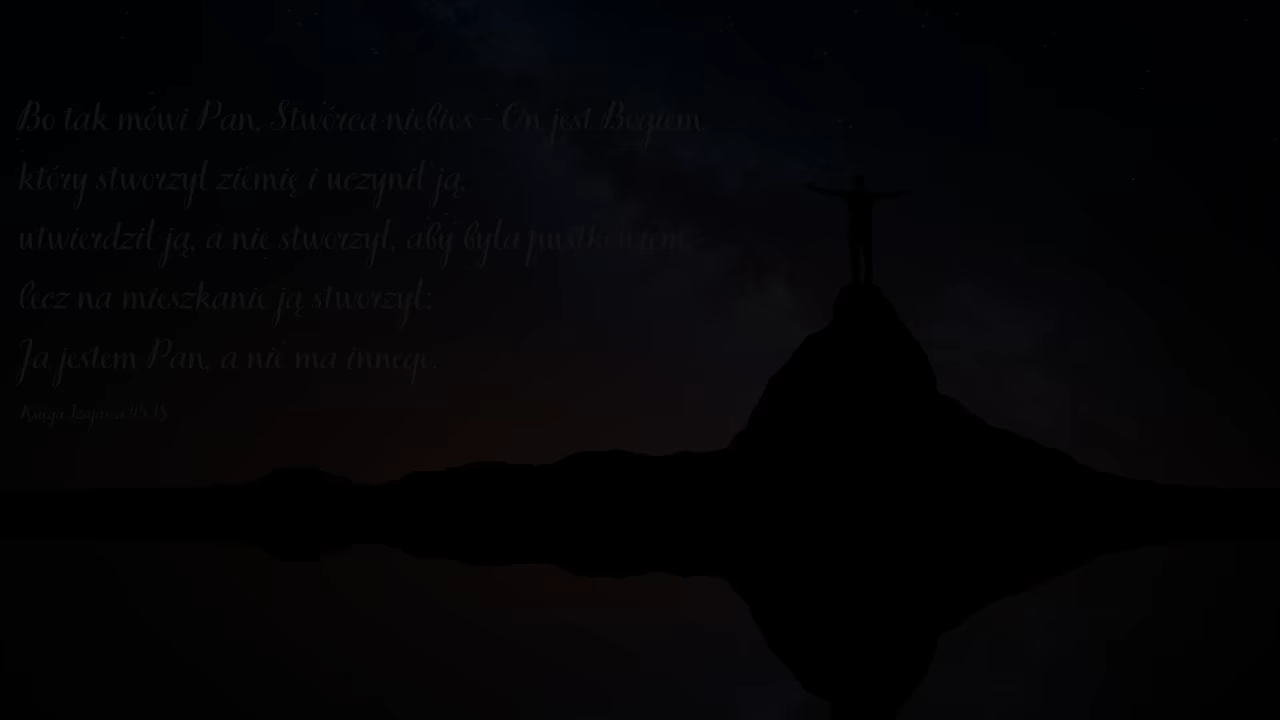 Bo tak mówi Pan, Stwórca niebios - On jest Bogiem,
który stworzył ziemię i uczynił ją,
utwierdził ją, a nie stworzył, aby była pustkowiem,
lecz na mieszkanie ją stworzył:
Ja jestem Pan, a nie ma innego.
Księga Izajasza 45,18